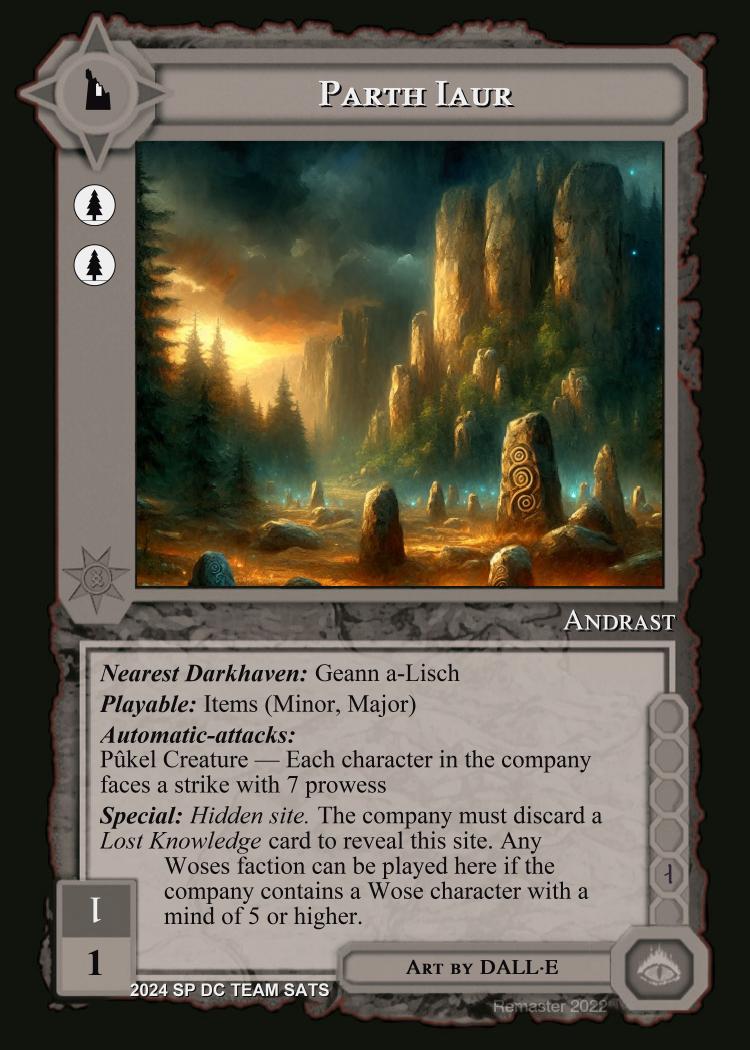 Parth Iaur
Andrast
Nearest Darkhaven: Geann a-Lisch
Playable: Items (Minor, Major)
Automatic-attacks:
Pûkel Creature — Each character in the company
faces a strike with 7 prowess
Special: Hidden site. The company must discard a
Lost Knowledge card to reveal this site. Any
Woses faction can be played here if the
company contains a Wose character with a
mind of 5 or higher.
I
1
Art by DALL·E
2024 SP DC TEAM SATS
Remaster 2022